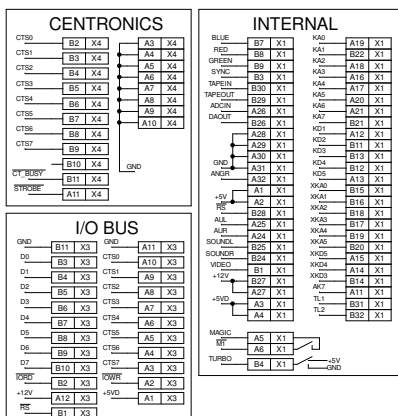 CENTRONICS
CTS0 B2 X4
CTS1 B3 X4
CTS2 B4 X4
CTS3 B5 X4
CTS4 B6 X4
CTS5 B7 X4
CTS6 B8 X4
CTS7 B9 X4
B10 X4
CT_BUSY B11 X4
STROBE A11 X4
A3 X4
A4 X4
A5 X4
A6 X4
A7 X4
A8 X4
A9 X4
A10 X4
GND
I/O BUS
GND B11 X3
D0 B3 X3
D1 B4 X3
D2 B5 X3
D3 B6 X3
D4 B7 X3
D5 B8 X3
D6 B9 X3
D7 B10 X3
IORD B2 X3
+12V A12 X3
RS B1 X3
GND A11 X3
CTS0 A10 X3
CTS1 A9 X3
CTS2 A8 X3
CTS3 A7 X3
CTS4 A6 X3
CTS5 A5 X3
CTS6 A4 X3
CTS7 A3 X3
IOWR A2 X3
+5VD A1 X3
INTERNAL
BLUE B7 X1
RED B8 X1
GREEN B9 X1
SYNC B3 X1
TAPEIN B30 X1
TAPEOUT B29 X1
ADCIN A26 X1
DAOUT B26 X1
A28 X1
A29 X1
GND A30 X1
A31 X1
ANGR A32 X1
A1 X1
+5V A2 X1
RS B28 X1
AUL A25 X1
AUR A24 X1
SOUNDL B25 X1
SOUNDR B24 X1
VIDEO B1 X1
+12V B27 X1
A27 X1
+5VD A3 X1
A4 X1
KA0 A19 X1
KA1 B22 X1
KA2 A18 X1
KA3 A16 X1
KA4 A17 X1
KA5 A20 X1
KA6 A21 X1
KA7 B21 X1
KD1 A12 X1
KD2 B11 X1
KD3 B13 X1
KD4 B12 X1
KD5 A13 X1
XKA0 B15 X1
XKA1 B16 X1
XKA2 B18 X1
XKA3 B17 X1
XKA4 B19 X1
XKA5 B20 X1
XKD5 A15 X1
XKD4 A14 X1
XKD3 B14 X1
AK7 A11 X1
TL1 B31 X1
TL2 B32 X1
MAGIC A5 X1
M1 A6 X1
TURBO B4 X1 +5V
GND